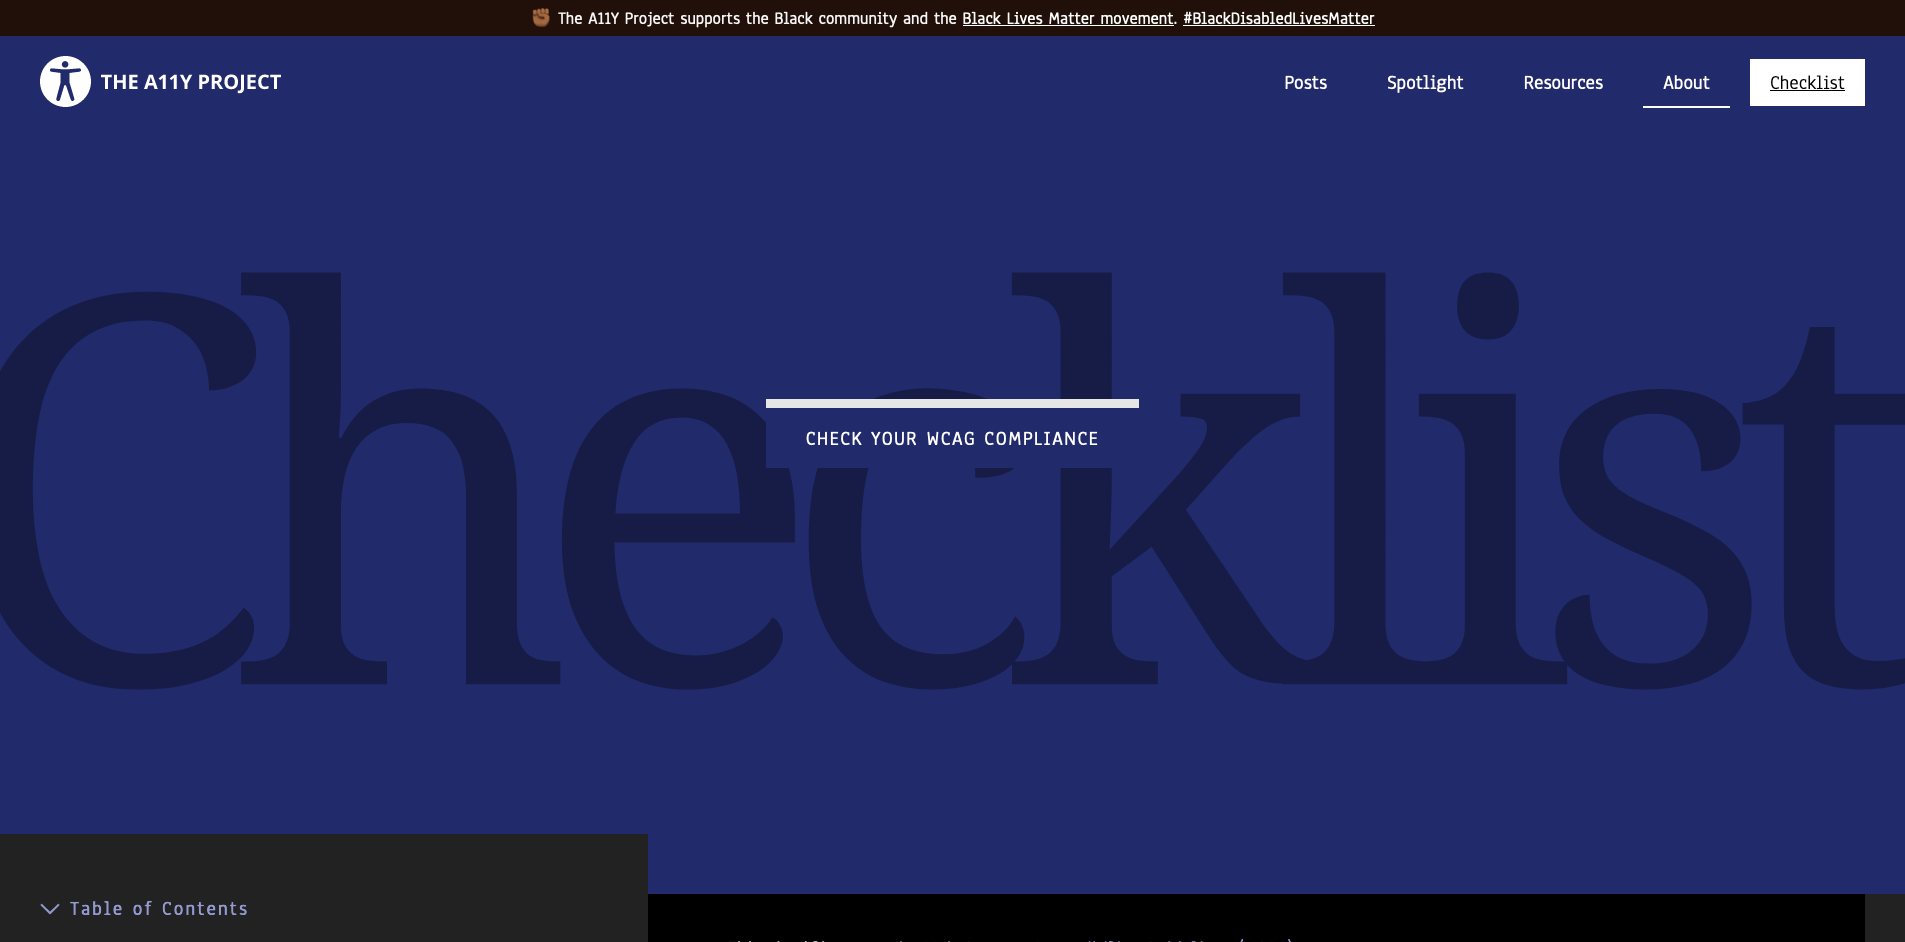 The A11Y Project supports the Black community and the Black Lives Matter movement. #BlackDisabledLivesMatter
THE A11Y PROJECT
Posts
Spotlight
Resources
About
Checklist
Checklist
CHECK YOUR WCAG COMPLIANCE
Table of Contents